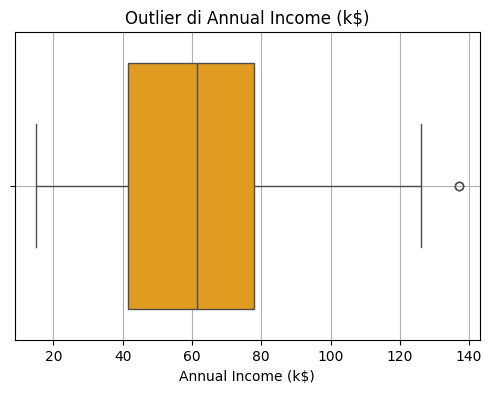 Outlier di Annual Income (k$)
20 40 60 80 100 120 140
Annual Income (k$)